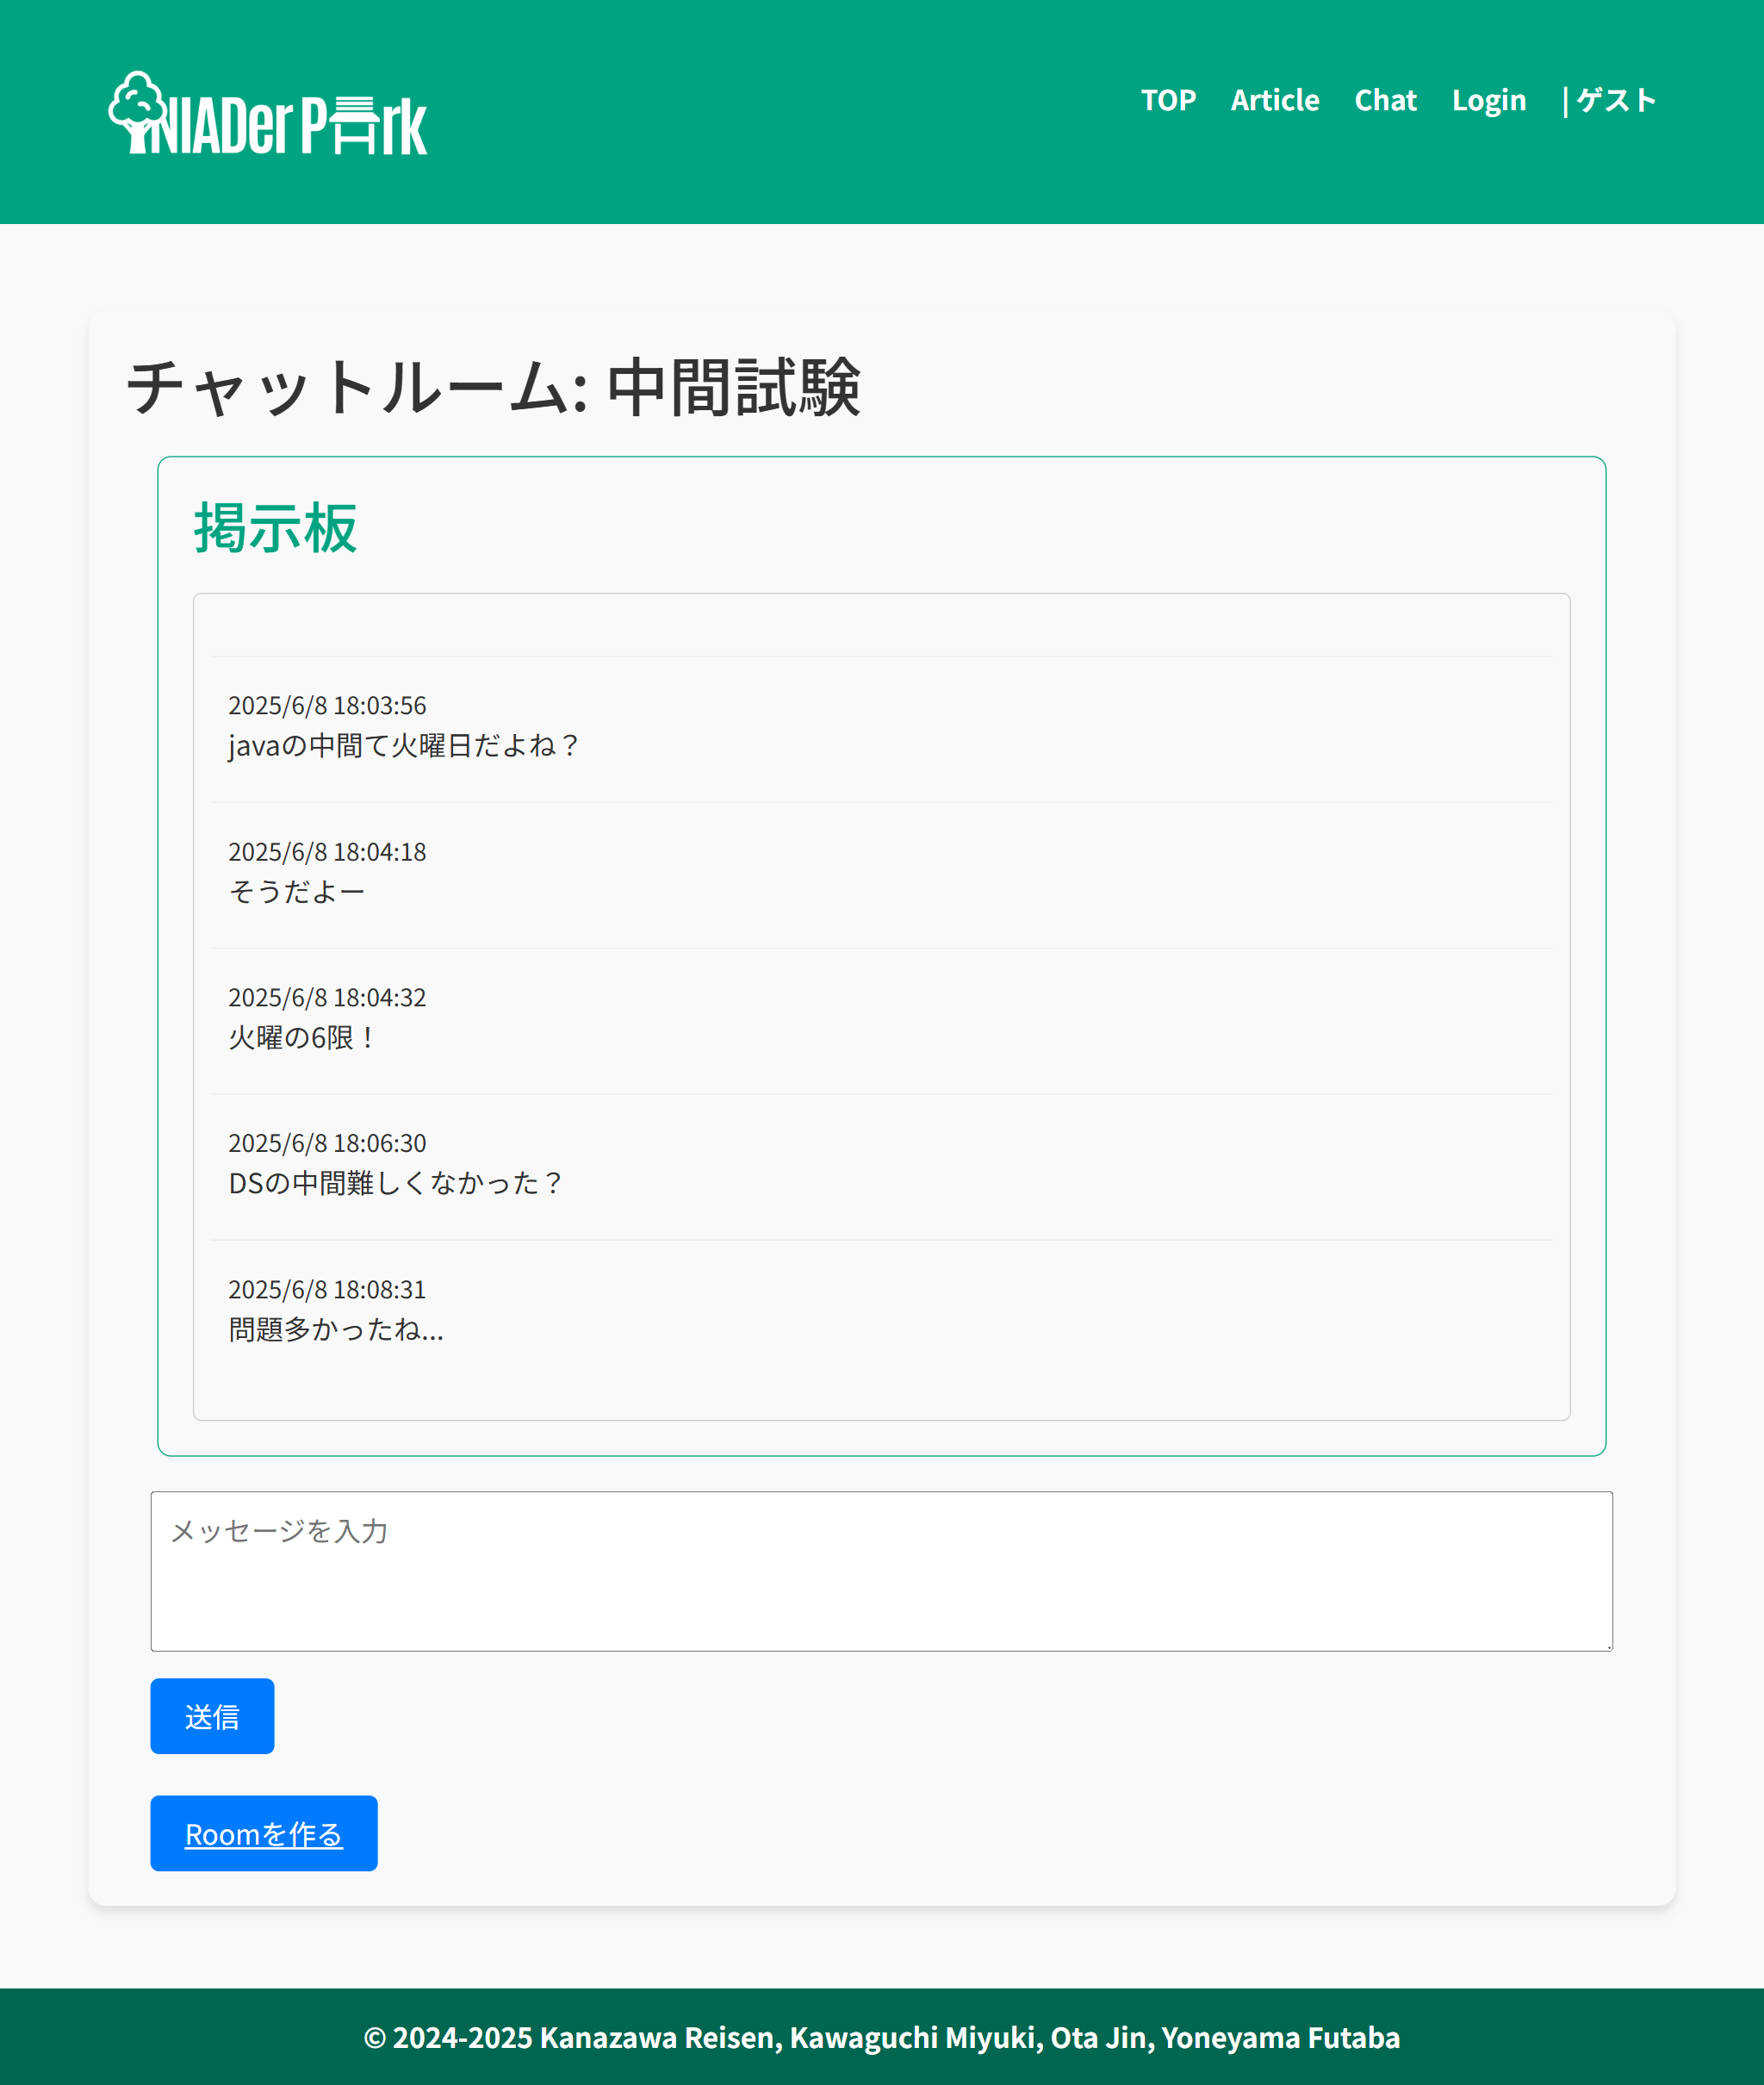 NIADer Park
TOP Article Chat Login | ゲスト
チャットルーム: 中間試験
掲示板
2025/6/8 18:03:56
javaの中間て火曜日だよね？
2025/6/8 18:04:18
そうだよー
2025/6/8 18:04:32
火曜の6限！
2025/6/8 18:06:30
DSの中間難しくなかった？
2025/6/8 18:08:31
問題多かったね...
メッセージを入力
送信
Roomを作る
© 2024-2025 Kanazawa Reisen, Kawaguchi Miyuki, Ota Jin, Yoneyama Futaba